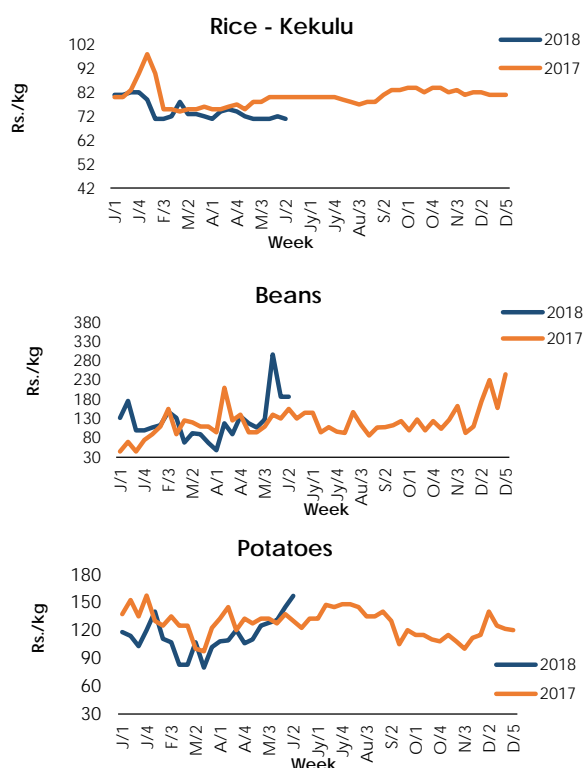 Rice - Kekulu
2018
2017
Rs./kg
102
92
82
72
62
52
42
J/1
J/4
F/3
M/2
A/1
A/4
M/3
J/2
Jy/1
Jy/4
Au/3
S/2
O/1
O/4
N/3
D/2
D/5
Week
Beans
2018
2017
Rs./kg
380
330
280
230
180
130
80
30
J/1
J/4
F/3
M/2
A/1
A/4
M/3
J/2
Jy/1
Jy/4
Au/3
S/2
O/1
O/4
N/3
D/2
D/5
Week
Potatoes
Rs./kg
180
150
120
90
60
30
2018
2017
J/1
J/4
F/3
M/2
A/1
A/4
M/3
J/2
Jy/1
Jy/4
Au/3
S/2
O/1
O/4
N/3
D/2
D/5
Week